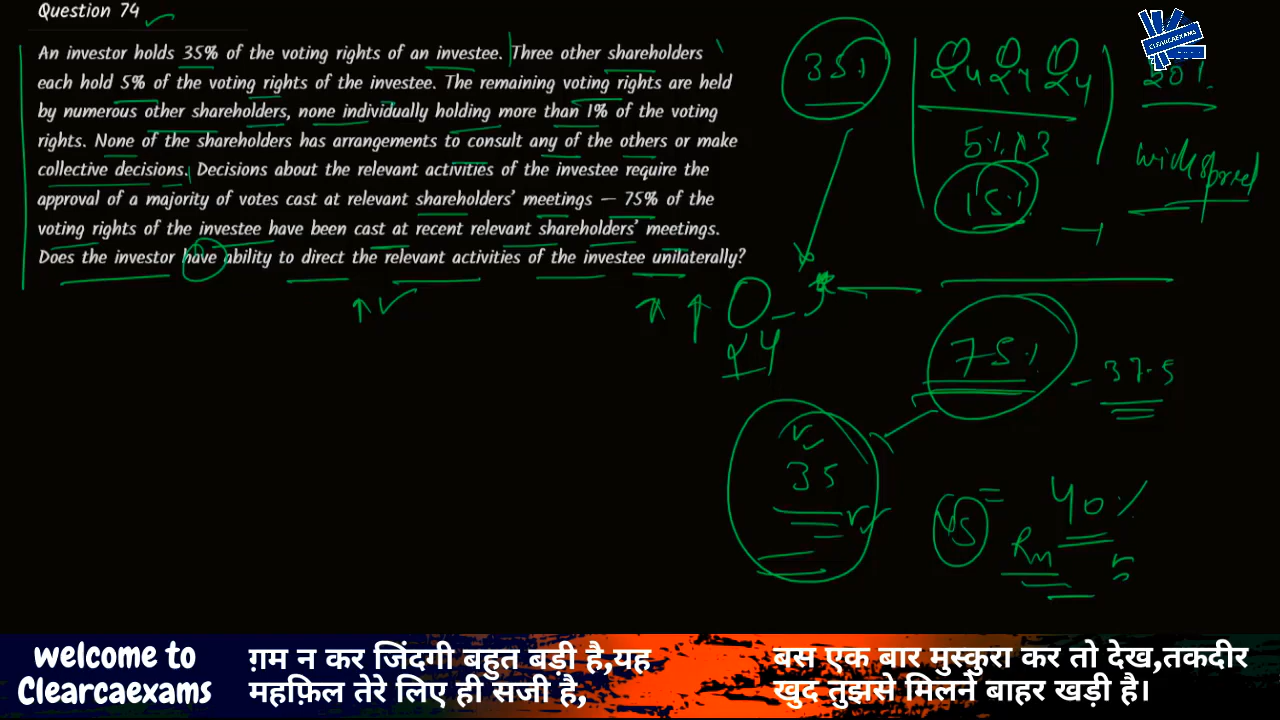 Question 74
An investor holds 35% of the voting rights of an investee. Three other shareholders
each hold 5% of the voting rights of the investee. The remaining voting rights are held
by numerous other shareholders, none individually holding more than 1% of the voting
rights. None of the shareholders has arrangements to consult any of the others or make
collective decisions. Decisions about the relevant activities of the investee require the
approval of a majority of votes cast at relevant shareholders' meetings – 75% of the
voting rights of the investee have been cast at recent relevant shareholders' meetings.
Does the investor have ability to direct the relevant activities of the investee unilaterally?
35%
5%
3
15%
50%
75%
- 37.5
35
40%
CLEARCAEXAMS
welcome to
Clearcaexams
ग़म न कर जिंदगी बहुत बड़ी है,यह
महफ़िल तेरे लिए ही सजी है,
बस एक बार मुस्कुरा कर तो देख,तकदीर
खुद तुझसे मिलने बाहर खड़ी है।